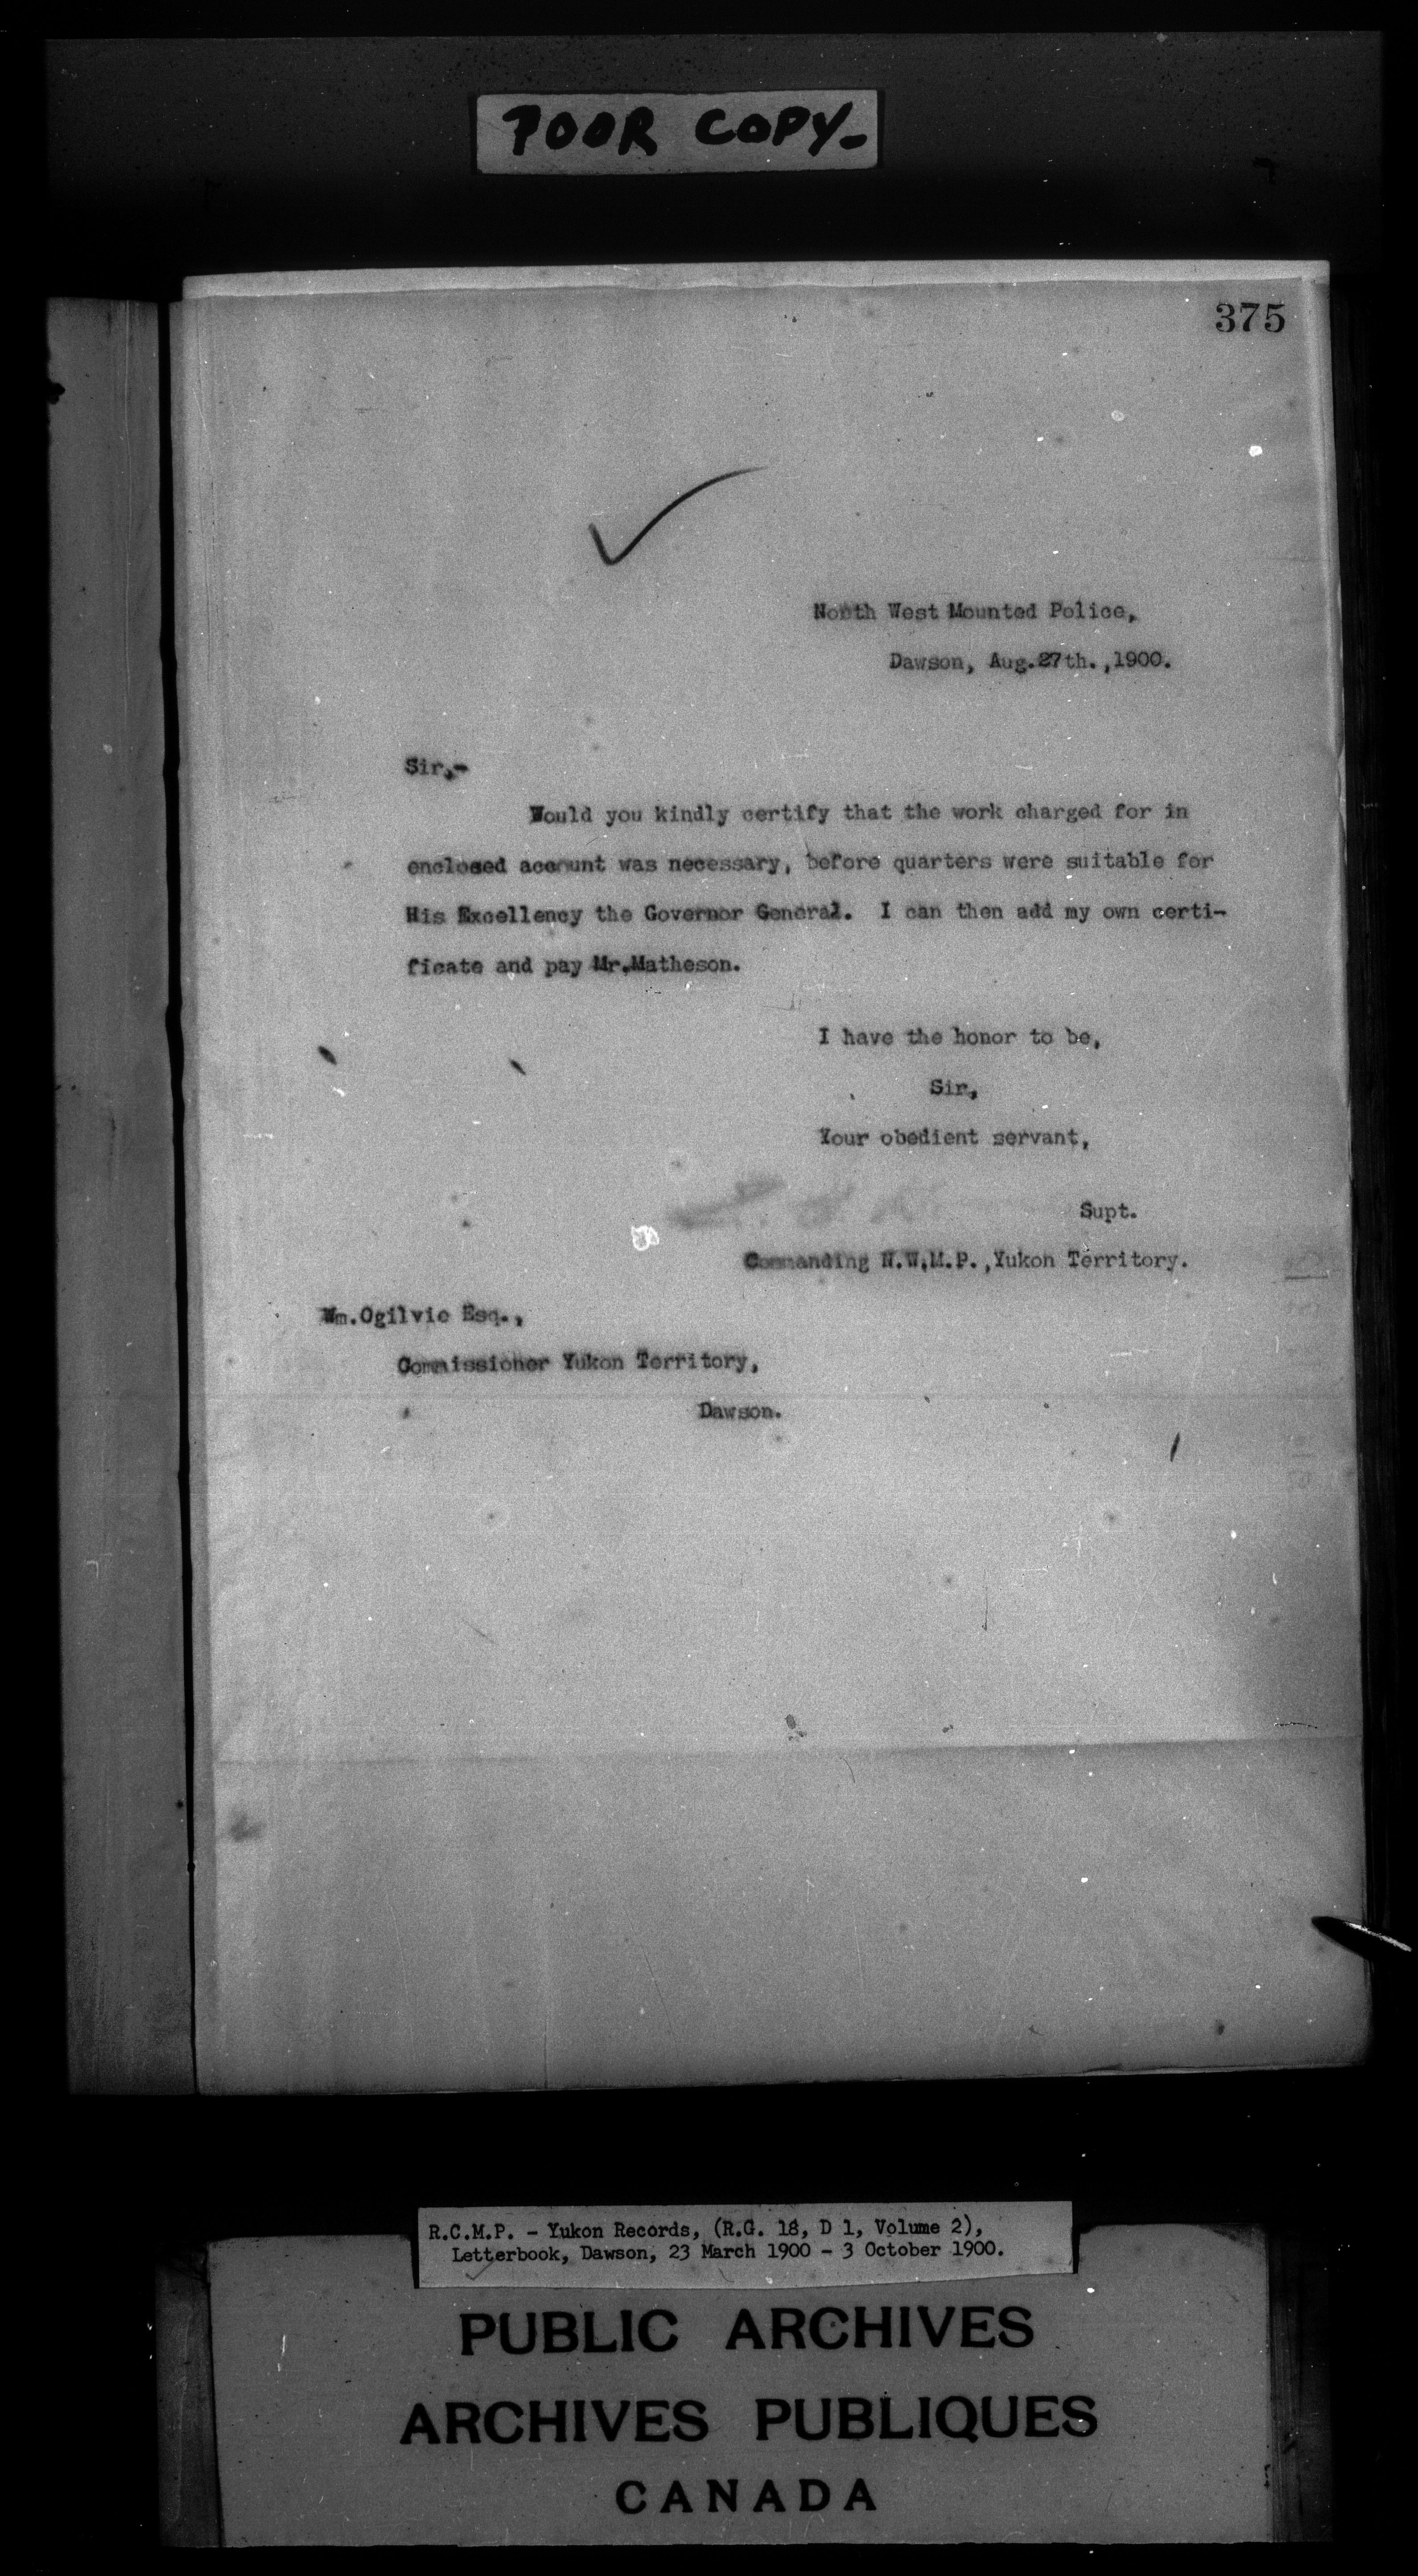 POOR COPY-
375
North West Mounted Police,
Dawson, Aug.27th.,1900.
Sir,-
Would you kindly certify that the work charged for in
enclosed account was necessary, before quarters were suitable for
His Excellency the Governor General. I can then add my own certi-
ficate and pay Mr.Matheson.
I have the honor to be,
Sir,
Your obedient servant,
Supt.
Commanding N.W.M.P.,Yukon Territory.
Wm.Ogilvie Esq.,
Commissioner Yukon Territory,
Dawson.
R.C.M.P. - Yukon Records, (R.G. 18, D 1, Volume 2),
Letterbook, Dawson, 23 March 1900 - 3 October 1900.
PUBLIC ARCHIVES
ARCHIVES PUBLIQUES
CANADA